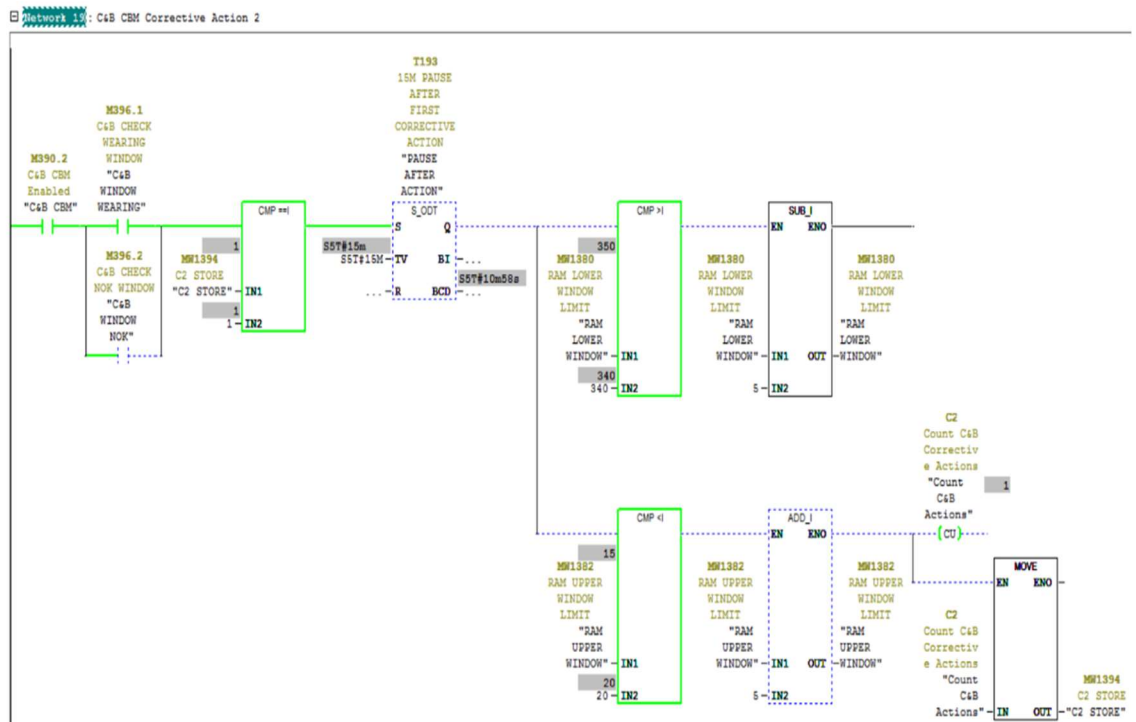 Network 19: C&B CBM Corrective Action 2
T193
15M PAUSE
AFTER
FIRST
CORRECTIVE
ACTION
"PAUSE
AFTER
ACTION"
S_ODT
S
Q
S5T#15m
S5T#15M
TV
BI
...
S5T#10m58s
...
R
BCD
...
M390.2
C&B CBM
Enabled
"C&B CBM"
M396.1
C&B CHECK
WEARING
WINDOW
"C&B
WINDOW
WEARING"
M396.2
C&B CHECK
NOK WINDOW
"C&B
WINDOW
NOK"
CMP ==I
1
MW1394
C2 STORE
"C2 STORE"
IN1
1
1
IN2
CMP >I
350
MW1380
RAM LOWER
WINDOW
LIMIT
"RAM
LOWER
WINDOW"
IN1
340
340
IN2
SUB_I
EN
ENO
MW1380
RAM LOWER
WINDOW
LIMIT
"RAM
LOWER
WINDOW"
IN1
5
IN2
OUT
MW1380
RAM LOWER
WINDOW
LIMIT
"RAM
LOWER
WINDOW"
CMP <I
15
MW1382
RAM UPPER
WINDOW
LIMIT
"RAM
UPPER
WINDOW"
IN1
20
20
IN2
ADD_I
EN
ENO
MW1382
RAM UPPER
WINDOW
LIMIT
"RAM
UPPER
WINDOW"
IN1
5
IN2
OUT
MW1382
RAM UPPER
WINDOW
LIMIT
"RAM
UPPER
WINDOW"
C2
Count C&B
Correctiv
e Actions
"Count
C&B
Actions"
1
CU
MOVE
EN
ENO
C2
Count C&B
Correctiv
e Actions
"Count
C&B
Actions"
IN
OUT
MW1394
C2 STORE
"C2 STORE"